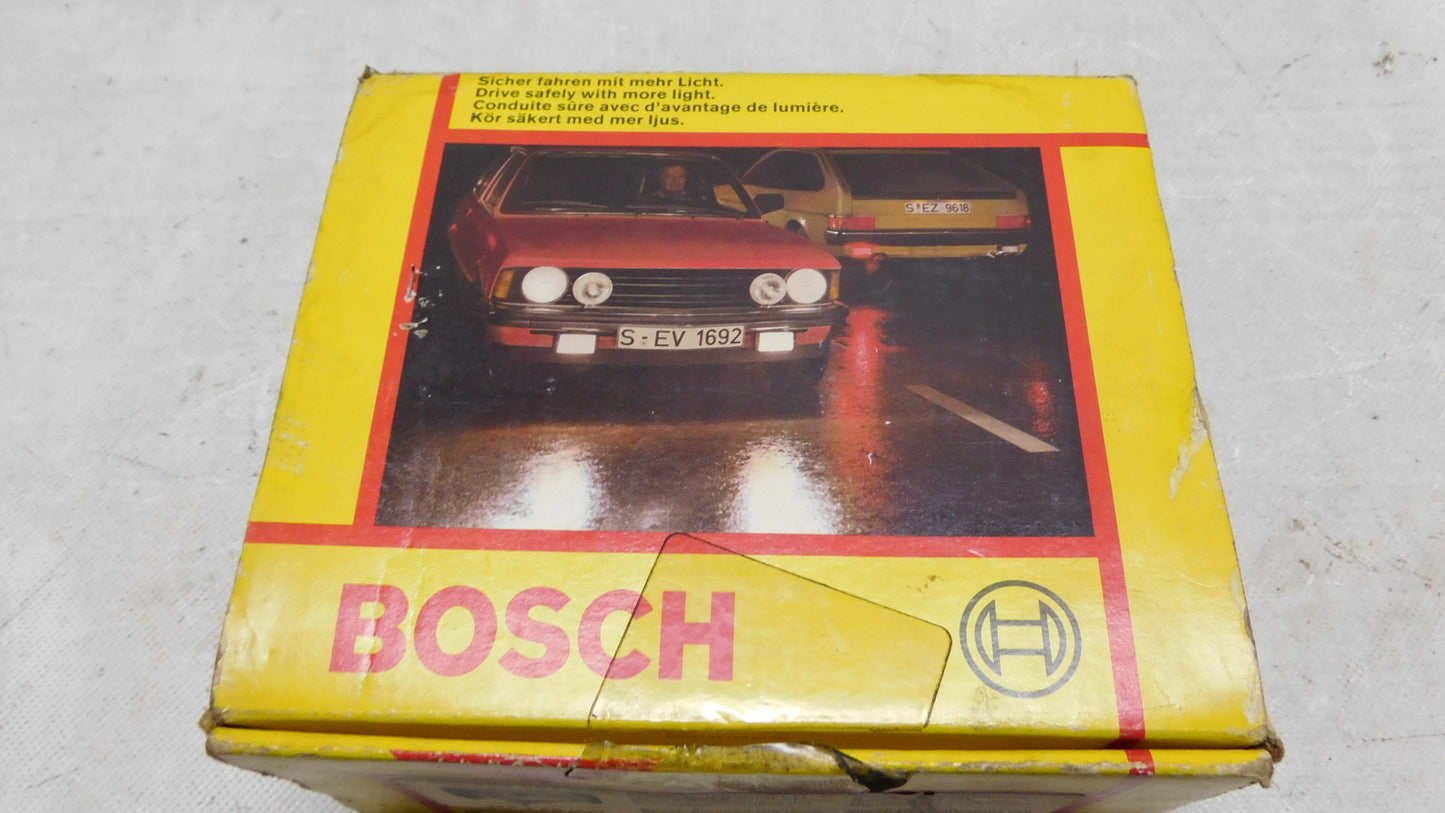 Sicher fahren mit mehr Licht.
Drive safely with more light.
Conduite sûre avec d'avantage de lumière.
Kör säkert med mer ljus.
S-EZ 9618
S-EV 1692
BOSCH